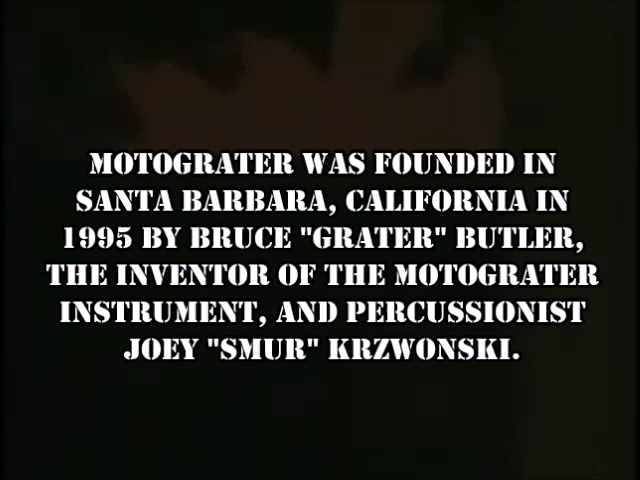 MOTOGRATER WAS FOUNDED IN
SANTA BARBARA, CALIFORNIA IN
1995 BY BRUCE "GRATER" BUTLER,
THE INVENTOR OF THE MOTOGRATER
INSTRUMENT, AND PERCUSSIONIST
JOEY "SMUR" KRZWONSKI.